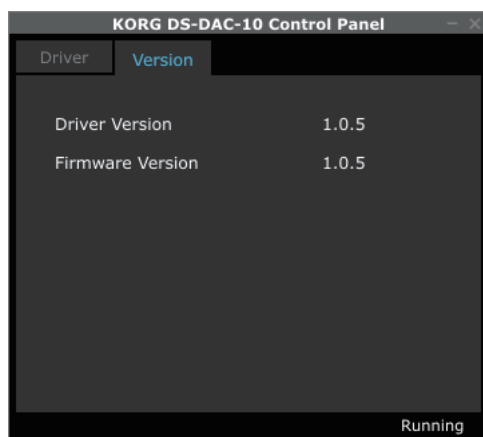 KORG DS-DAC-10 Control Panel
Driver Version
Driver Version 1.0.5
Firmware Version 1.0.5
Running